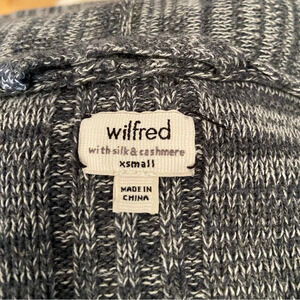 wilfred
with silk & cashmere
xsmall
MADE IN
CHINA